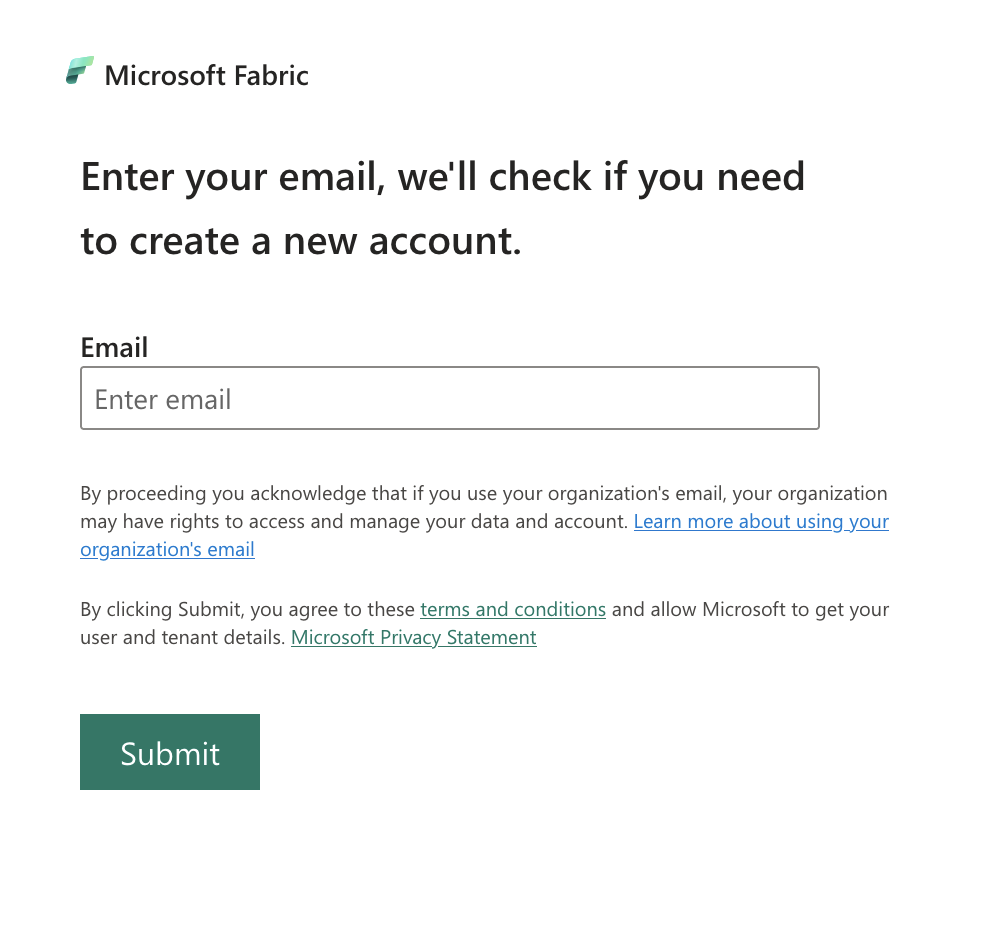 Microsoft Fabric
Enter your email, we'll check if you need
to create a new account.
Email
Enter email
By proceeding you acknowledge that if you use your organization's email, your organization
may have rights to access and manage your data and account. Learn more about using your
organization's email
By clicking Submit, you agree to these terms and conditions and allow Microsoft to get your
user and tenant details. Microsoft Privacy Statement
Submit